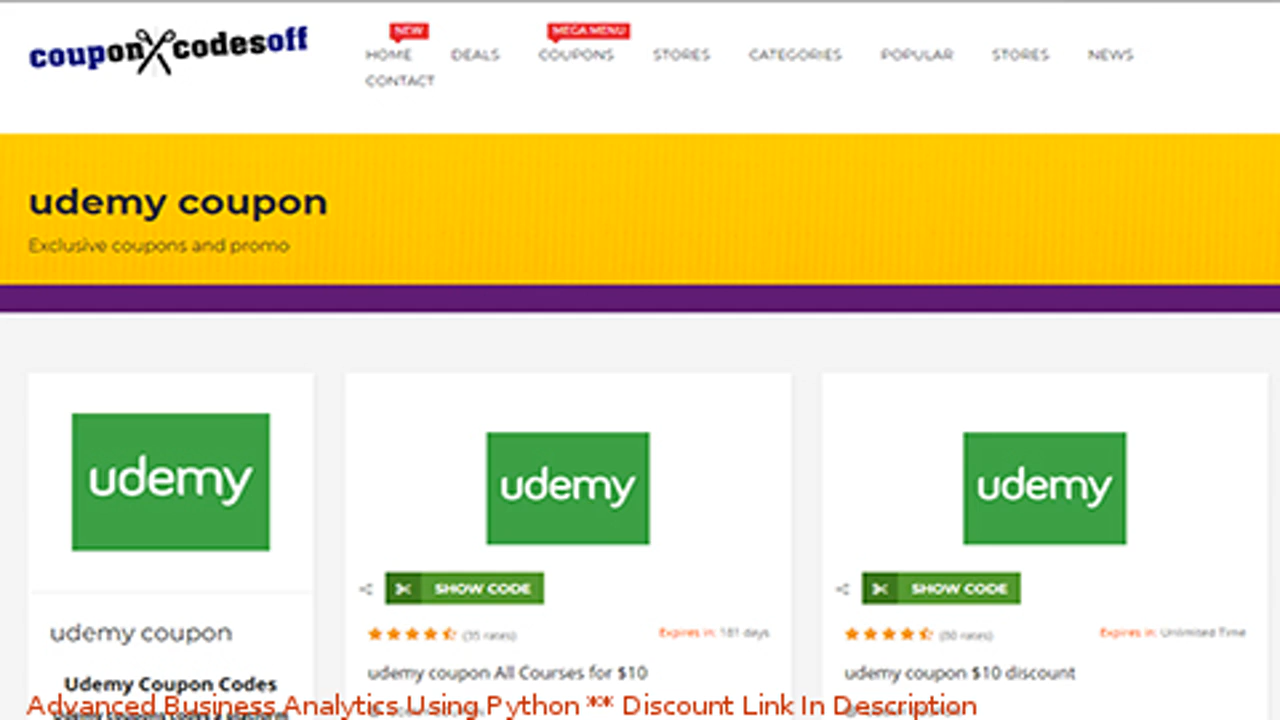 couponXcodesoff
NEW
MEGA MENU
HOME DEALS COUPONS STORES CATEGORIES POPULAR STORES NEWS
CONTACT
udemy coupon
Exclusive coupons and promo
udemy
udemy
udemy
SHOW CODE
SHOW CODE
(35 rates)
Expires in: 181 days
(80 rates)
Expires in: Unlimited Time
udemy coupon
udemy coupon All Courses for $10
udemy coupon $10 discount
Udemy Coupon Codes
Advanced Business Analytics Using Python ** Discount Link In Description